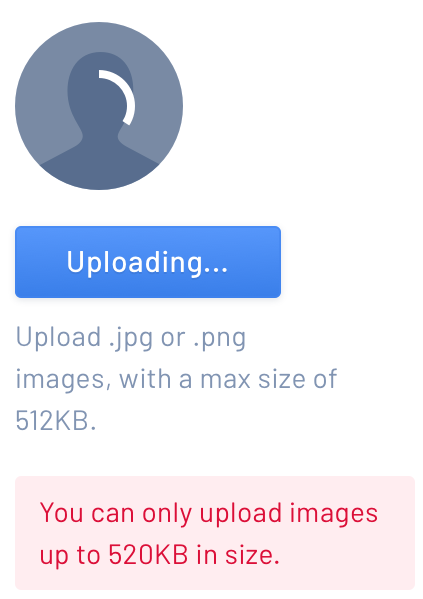 Uploading...
Upload .jpg or .png
images, with a max size of
512KB.
You can only upload images
up to 520KB in size.